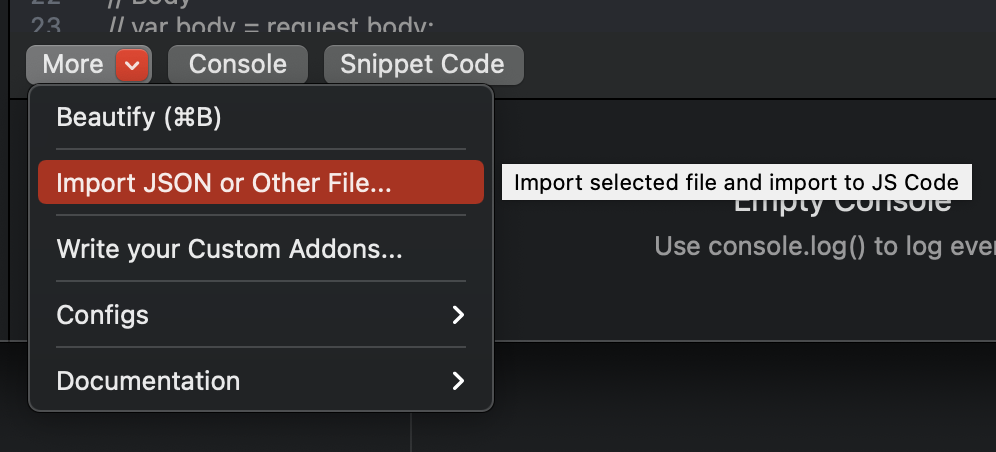 22 // Body
23 // var body = request.body;
More Console Snippet Code
Beautify (⌘B)
Import JSON or Other File...
Import selected file and import to JS Code
Empty Console
Write your Custom Addons...
Use console.log() to log
Configs
Documentation